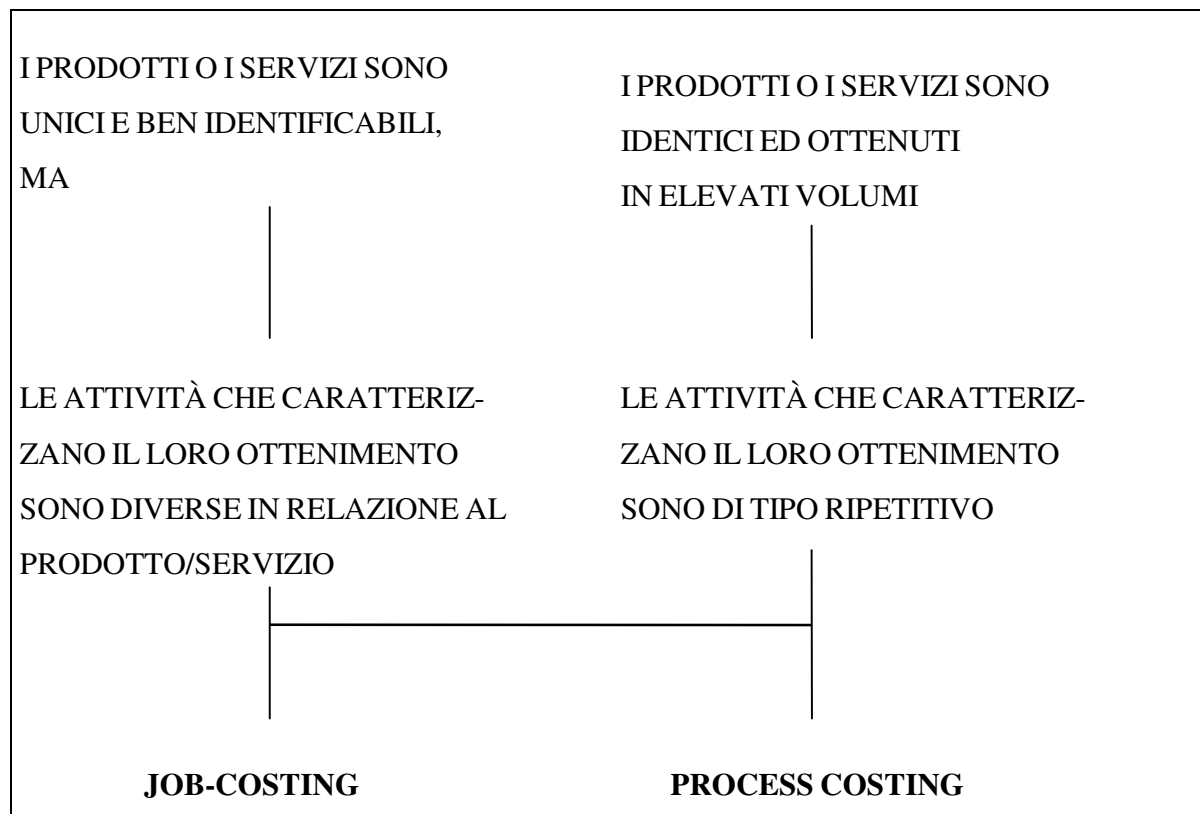 I PRODOTTI O I SERVIZI SONO
UNICI E BEN IDENTIFICABILI,
MA
I PRODOTTI O I SERVIZI SONO
IDENTICI ED OTTENUTI
IN ELEVATI VOLUMI
LE ATTIVITÀ CHE CARATTERIZ-
ZANO IL LORO OTTENIMENTO
SONO DIVERSE IN RELAZIONE AL
PRODOTTO/SERVIZIO
LE ATTIVITÀ CHE CARATTERIZ-
ZANO IL LORO OTTENIMENTO
SONO DI TIPO RIPETITIVO
JOB-COSTING
PROCESS COSTING